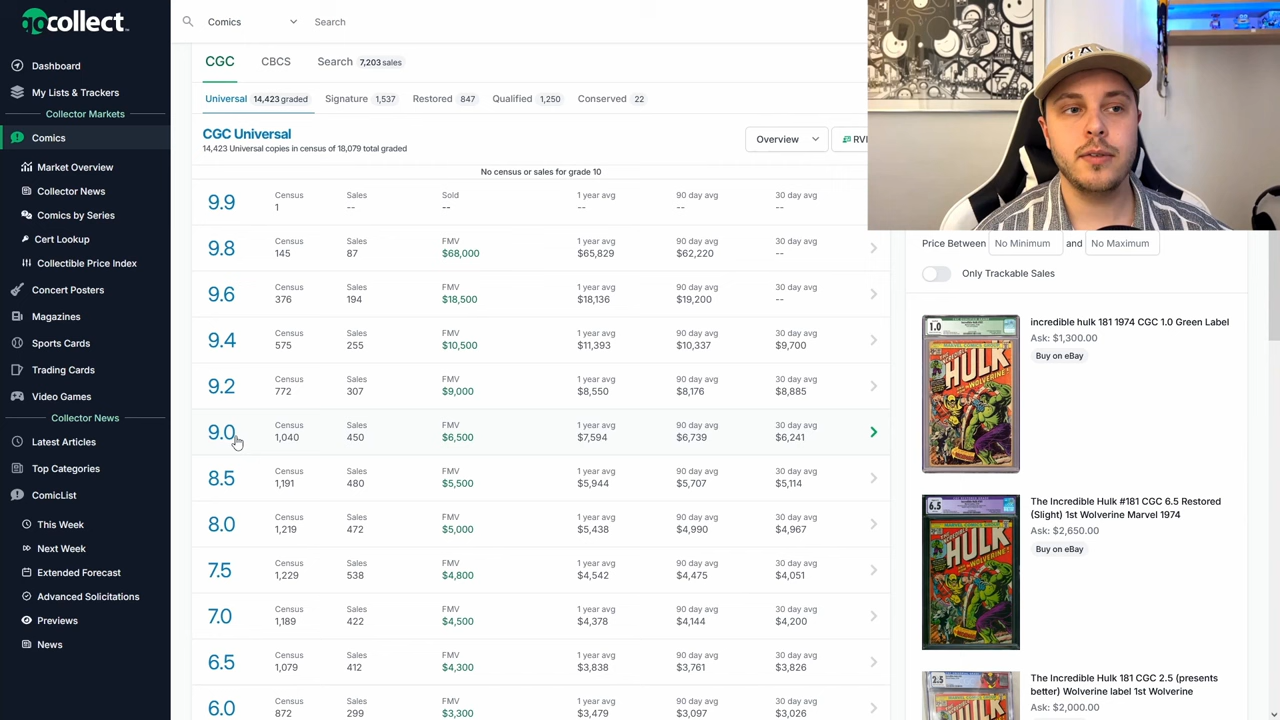 gocollect
Comics
Search
Dashboard
My Lists & Trackers
Collector Markets
Comics
Market Overview
Collector News
Comics by Series
Cert Lookup
Collectible Price Index
Concert Posters
Magazines
Sports Cards
Trading Cards
Video Games
Collector News
Latest Articles
Top Categories
ComicList
This Week
Next Week
Extended Forecast
Advanced Solicitations
Previews
News
CGC CBCS Search 7,203 sales
Universal 14,423 graded Signature 1,537 Restored 847 Qualified 1,250 Conserved 22
CGC Universal
14,423 Universal copies in census of 18,079 total graded
Overview
RVI
No census or sales for grade 10
9.9 Census Sales Sold 1 year avg 90 day avg 30 day avg
1 -- -- -- -- --
9.8 Census Sales FMV 1 year avg 90 day avg 30 day avg
145 87 $68,000 $65,829 $62,220 --
9.6 Census Sales FMV 1 year avg 90 day avg 30 day avg
376 194 $18,500 $18,136 $19,200 --
9.4 Census Sales FMV 1 year avg 90 day avg 30 day avg
575 255 $10,500 $11,393 $10,337 $9,700
9.2 Census Sales FMV 1 year avg 90 day avg 30 day avg
772 307 $9,000 $8,550 $8,176 $8,885
9.0 Census Sales FMV 1 year avg 90 day avg 30 day avg
1,040 450 $6,500 $7,594 $6,739 $6,241
8.5 Census Sales FMV 1 year avg 90 day avg 30 day avg
1,191 480 $5,500 $5,944 $5,707 $5,114
8.0 Census Sales FMV 1 year avg 90 day avg 30 day avg
1,219 472 $5,000 $5,438 $4,990 $4,967
7.5 Census Sales FMV 1 year avg 90 day avg 30 day avg
1,229 538 $4,800 $4,542 $4,475 $4,051
7.0 Census Sales FMV 1 year avg 90 day avg 30 day avg
1,189 422 $4,500 $4,378 $4,144 $4,200
6.5 Census Sales FMV 1 year avg 90 day avg 30 day avg
1,079 412 $4,300 $3,838 $3,761 $3,826
6.0 Census Sales FMV 1 year avg 90 day avg 30 day avg
872 299 $3,300 $3,479 $3,097 $3,026
Price Between No Minimum and No Maximum
Only Trackable Sales
1.0
HULK
incredible hulk 181 1974 CGC 1.0 Green Label
Ask: $1,300.00
Buy on eBay
6.5
HULK
The Incredible Hulk #181 CGC 6.5 Restored
(Slight) 1st Wolverine Marvel 1974
Ask: $2,650.00
Buy on eBay
2.5
The Incredible Hulk 181 CGC 2.5 (presents
better) Wolverine label 1st Wolverine
Ask: $2,000.00